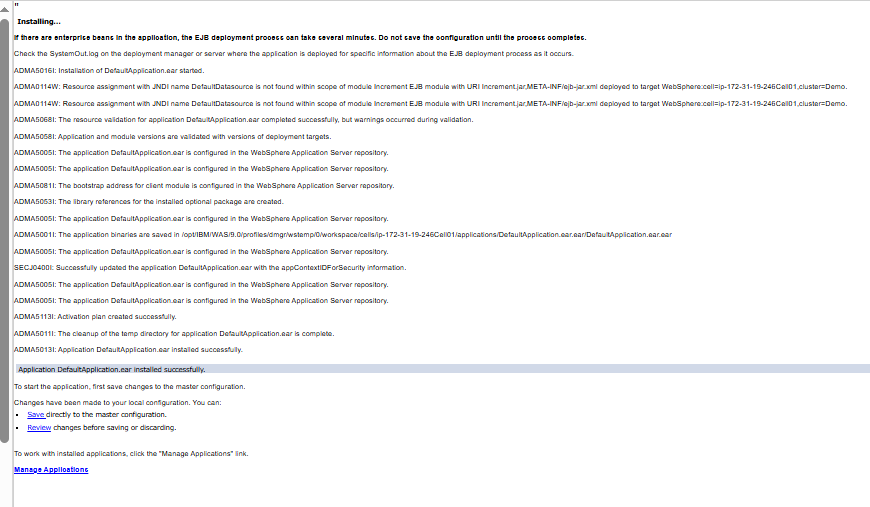 "
Installing...
If there are enterprise beans in the application, the EJB deployment process can take several minutes. Do not save the configuration until the process completes.
Check the SystemOut.log on the deployment manager or server where the application is deployed for specific information about the EJB deployment process as it occurs.
ADMA5016I: Installation of DefaultApplication.ear started.
ADMA0114W: Resource assignment with JNDI name DefaultDatasource is not found within scope of module Increment EJB module with URI Increment.jar,META-INF/ejb-jar.xml deployed to target WebSphere:cell=ip-172-31-19-246Cell01,cluster=Demo.
ADMA0114W: Resource assignment with JNDI name DefaultDatasource is not found within scope of module Increment EJB module with URI Increment.jar,META-INF/ejb-jar.xml deployed to target WebSphere:cell=ip-172-31-19-246Cell01,cluster=Demo.
ADMA5068I: The resource validation for application DefaultApplication.ear completed successfully, but warnings occurred during validation.
ADMA5058I: Application and module versions are validated with versions of deployment targets.
ADMA5005I: The application DefaultApplication.ear is configured in the WebSphere Application Server repository.
ADMA5005I: The application DefaultApplication.ear is configured in the WebSphere Application Server repository.
ADMA5081I: The bootstrap address for client module is configured in the WebSphere Application Server repository.
ADMA5053I: The library references for the installed optional package are created.
ADMA5005I: The application DefaultApplication.ear is configured in the WebSphere Application Server repository.
ADMA5001I: The application binaries are saved in /opt/IBM/WAS/9.0/profiles/dmgr/wstemp/0/workspace/cells/ip-172-31-19-246Cell01/applications/DefaultApplication.ear.ear/DefaultApplication.ear.ear
ADMA5005I: The application DefaultApplication.ear is configured in the WebSphere Application Server repository.
SECJ0400I: Successfully updated the application DefaultApplication.ear with the appContextIDForSecurity information.
ADMA5005I: The application DefaultApplication.ear is configured in the WebSphere Application Server repository.
ADMA5005I: The application DefaultApplication.ear is configured in the WebSphere Application Server repository.
ADMA5113I: Activation plan created successfully.
ADMA5011I: The cleanup of the temp directory for application DefaultApplication.ear is complete.
ADMA5013I: Application DefaultApplication.ear installed successfully.
Application DefaultApplication.ear installed successfully.
To start the application, first save changes to the master configuration.
Changes have been made to your local configuration. You can:
• Save directly to the master configuration.
• Review changes before saving or discarding.
To work with installed applications, click the "Manage Applications" link.
Manage Applications